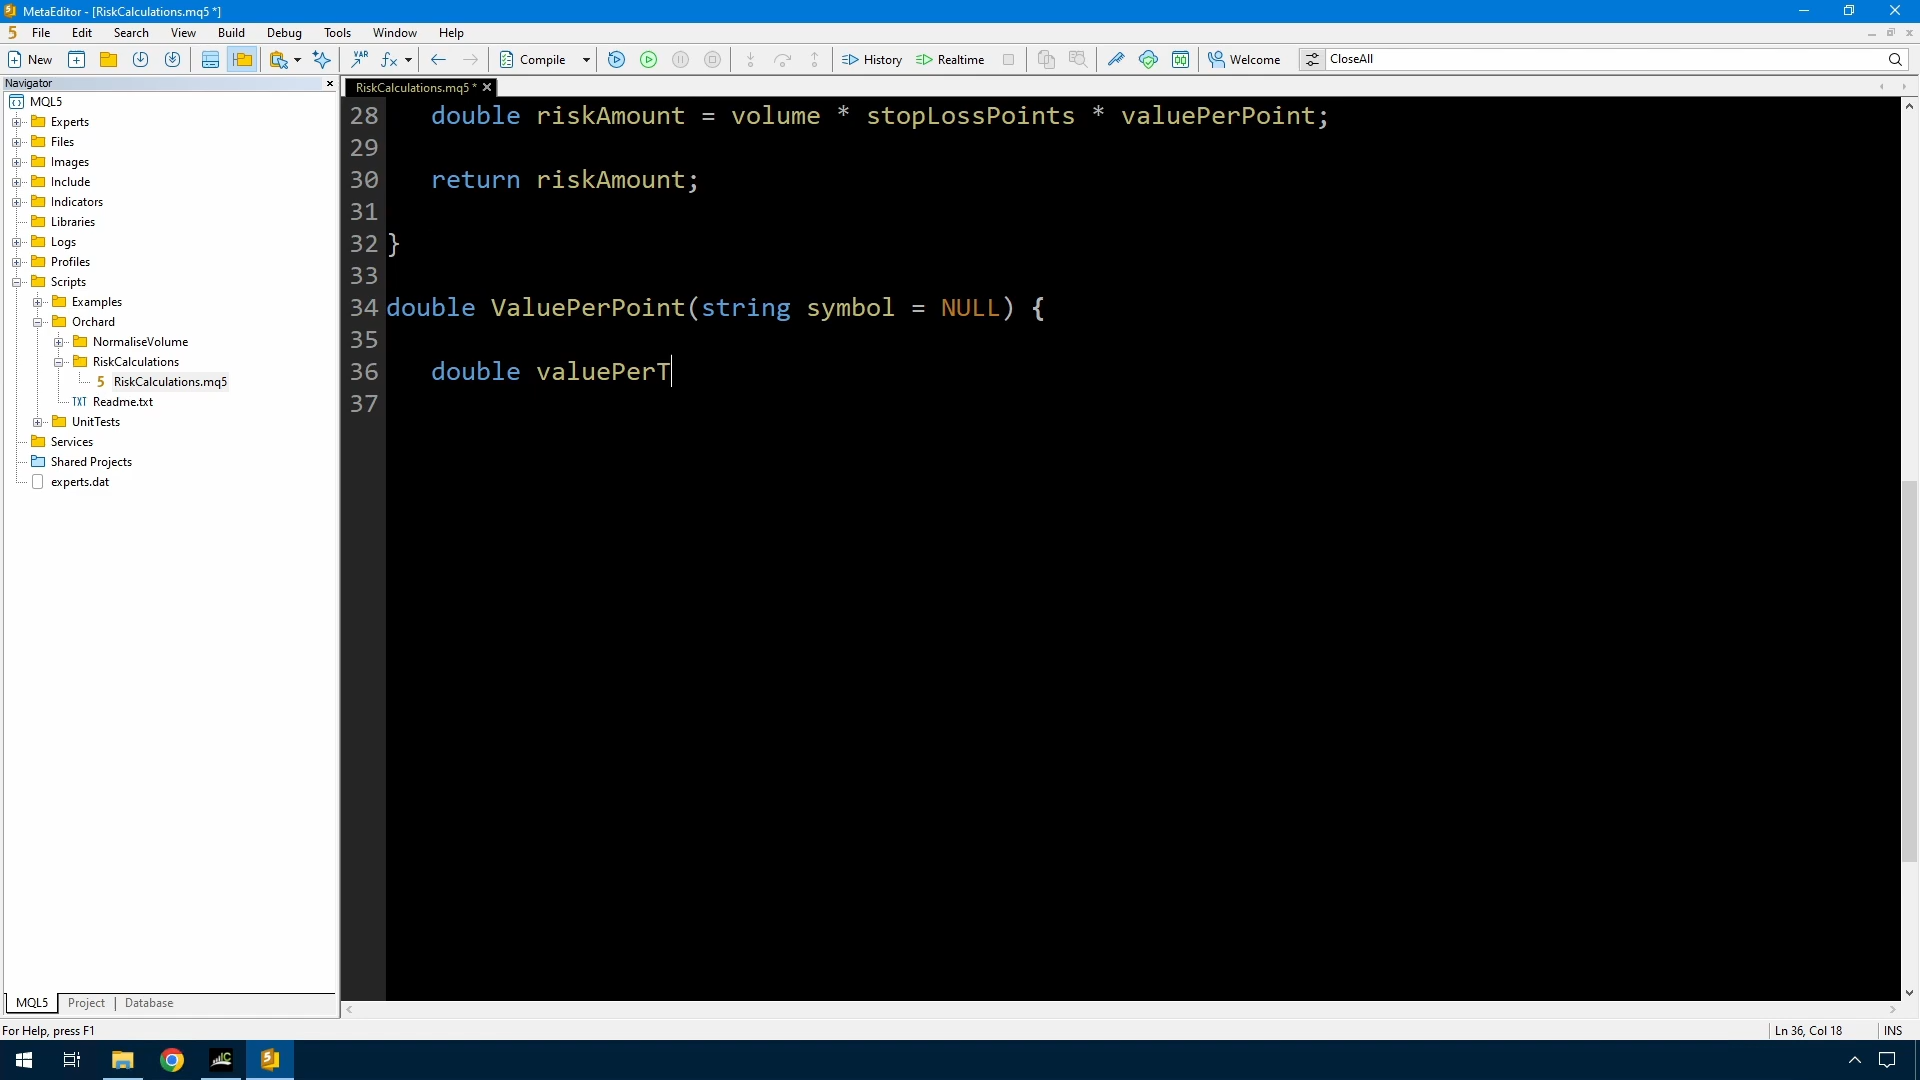 MetaEditor - [RiskCalculations.mq5 *]
File Edit Search View Build Debug Tools Window Help
New Compile History Realtime Welcome CloseAll
Navigator
RiskCalculations.mq5 *
MQL5
Experts
Files
Images
Include
Indicators
Libraries
Logs
Profiles
Scripts
Examples
Orchard
NormaliseVolume
RiskCalculations
RiskCalculations.mq5
Readme.txt
UnitTests
Services
Shared Projects
experts.dat
28 double riskAmount = volume * stopLossPoints * valuePerPoint;
29
30 return riskAmount;
31
32 }
33
34 double ValuePerPoint(string symbol = NULL) {
35
36 double valuePerT
37
MQL5 Project | Database
For Help, press F1
Ln 36, Col 18 INS